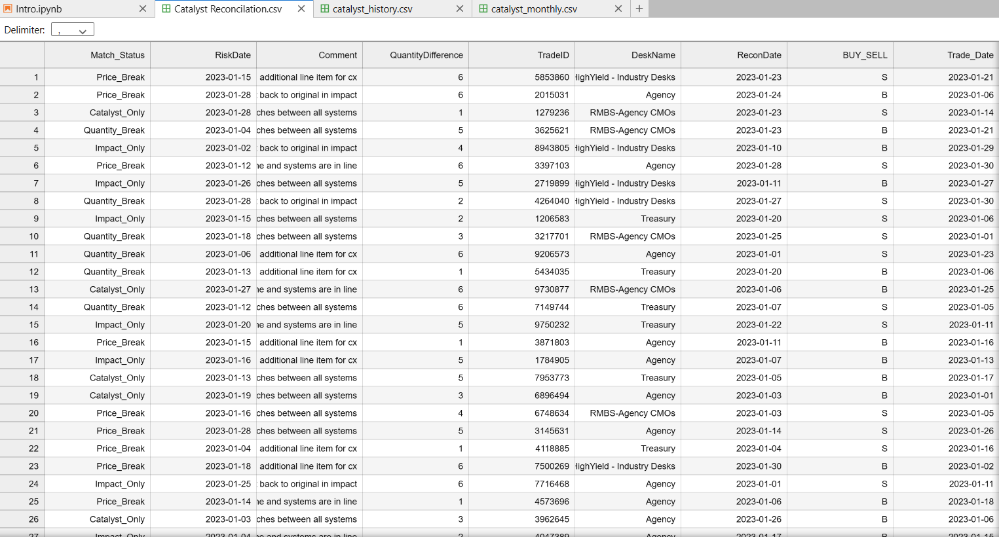 Intro.ipynb Catalyst Reconcilation.csv catalyst_history.csv catalyst_monthly.csv
Delimiter: ,
Match_Status RiskDate Comment QuantityDifference TradeID DeskName ReconDate BUY_SELL Trade_Date
1 Price_Break 2023-01-15 additional line item for cx 6 5853860 HighYield - Industry Desks 2023-01-23 S 2023-01-21
2 Price_Break 2023-01-28 back to original in impact 6 2015031 Agency 2023-01-24 B 2023-01-06
3 Catalyst_Only 2023-01-28 ches between all systems 1 1279236 RMBS-Agency CMOs 2023-01-23 S 2023-01-14
4 Quantity_Break 2023-01-04 ches between all systems 5 3625621 RMBS-Agency CMOs 2023-01-23 B 2023-01-21
5 Impact_Only 2023-01-02 back to original in impact 4 8943805 HighYield - Industry Desks 2023-01-10 B 2023-01-29
6 Price_Break 2023-01-12 ne and systems are in line 6 3397103 Agency 2023-01-28 S 2023-01-30
7 Impact_Only 2023-01-26 ches between all systems 5 2719899 HighYield - Industry Desks 2023-01-11 B 2023-01-27
8 Quantity_Break 2023-01-28 back to original in impact 2 4264040 HighYield - Industry Desks 2023-01-27 S 2023-01-30
9 Impact_Only 2023-01-15 ches between all systems 2 1206583 Treasury 2023-01-20 S 2023-01-06
10 Quantity_Break 2023-01-18 ches between all systems 3 3217701 RMBS-Agency CMOs 2023-01-25 S 2023-01-01
11 Quantity_Break 2023-01-06 additional line item for cx 6 9206573 Agency 2023-01-01 S 2023-01-23
12 Quantity_Break 2023-01-13 additional line item for cx 1 5434035 Treasury 2023-01-20 B 2023-01-06
13 Catalyst_Only 2023-01-27 ne and systems are in line 6 9730877 RMBS-Agency CMOs 2023-01-06 B 2023-01-25
14 Quantity_Break 2023-01-12 ches between all systems 6 7149744 Treasury 2023-01-07 S 2023-01-05
15 Impact_Only 2023-01-20 ne and systems are in line 5 9750232 Treasury 2023-01-22 S 2023-01-11
16 Price_Break 2023-01-15 additional line item for cx 1 3871803 Agency 2023-01-11 B 2023-01-16
17 Impact_Only 2023-01-16 additional line item for cx 5 1784905 Agency 2023-01-07 B 2023-01-13
18 Catalyst_Only 2023-01-13 ches between all systems 5 7953773 Treasury 2023-01-05 B 2023-01-17
19 Catalyst_Only 2023-01-19 ches between all systems 3 6896494 Agency 2023-01-03 B 2023-01-01
20 Price_Break 2023-01-16 ches between all systems 4 6748634 RMBS-Agency CMOs 2023-01-03 S 2023-01-05
21 Price_Break 2023-01-28 ches between all systems 5 3145631 Agency 2023-01-14 S 2023-01-26
22 Price_Break 2023-01-04 additional line item for cx 1 4118885 Treasury 2023-01-04 S 2023-01-16
23 Price_Break 2023-01-18 additional line item for cx 6 7500269 HighYield - Industry Desks 2023-01-30 B 2023-01-02
24 Impact_Only 2023-01-25 back to original in impact 6 7716468 Agency 2023-01-01 S 2023-01-11
25 Price_Break 2023-01-14 ne and systems are in line 1 4573696 Agency 2023-01-06 B 2023-01-18
26 Catalyst_Only 2023-01-03 ches between all systems 3 3962645 Agency 2023-01-26 B 2023-01-06
27 Impact_Only 2023-01-04 ne and systems are in line 2 4047389 Agency 2023-01-17 B 2023-01-15